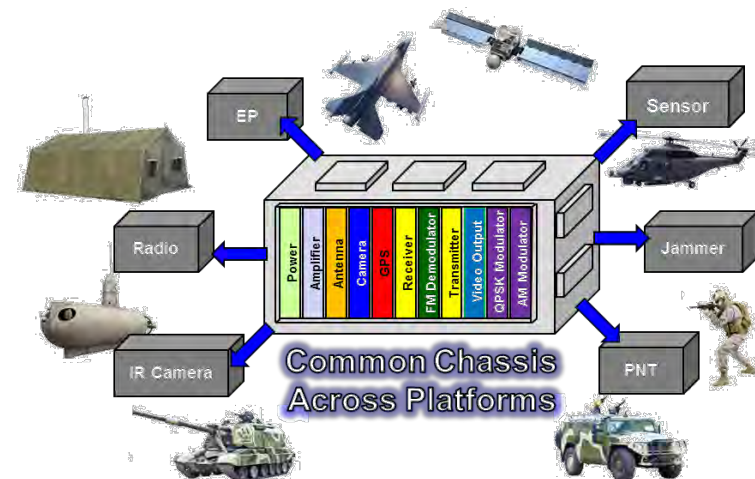 EP
Sensor
Radio
Jammer
IR Camera
PNT
Power
Amplifier
Antenna
Camera
GPS
Receiver
FM Demodulator
Transmitter
Video Output
QPSK Modulator
AM Modulator
Common Chassis
Across Platforms